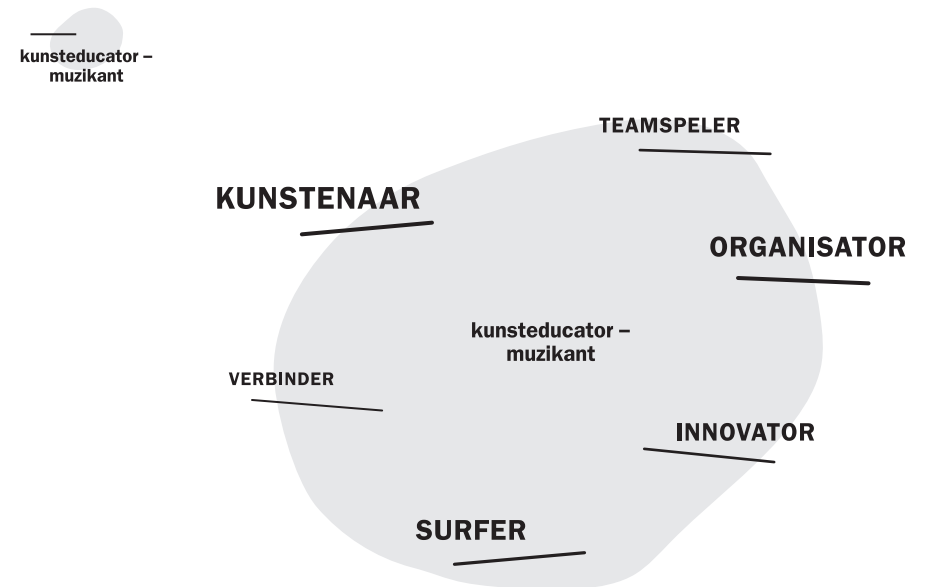 kunsteducator –
muzikant
TEAMSPELER
KUNSTENAAR
ORGANISATOR
kunsteducator –
muzikant
VERBINDER
INNOVATOR
SURFER